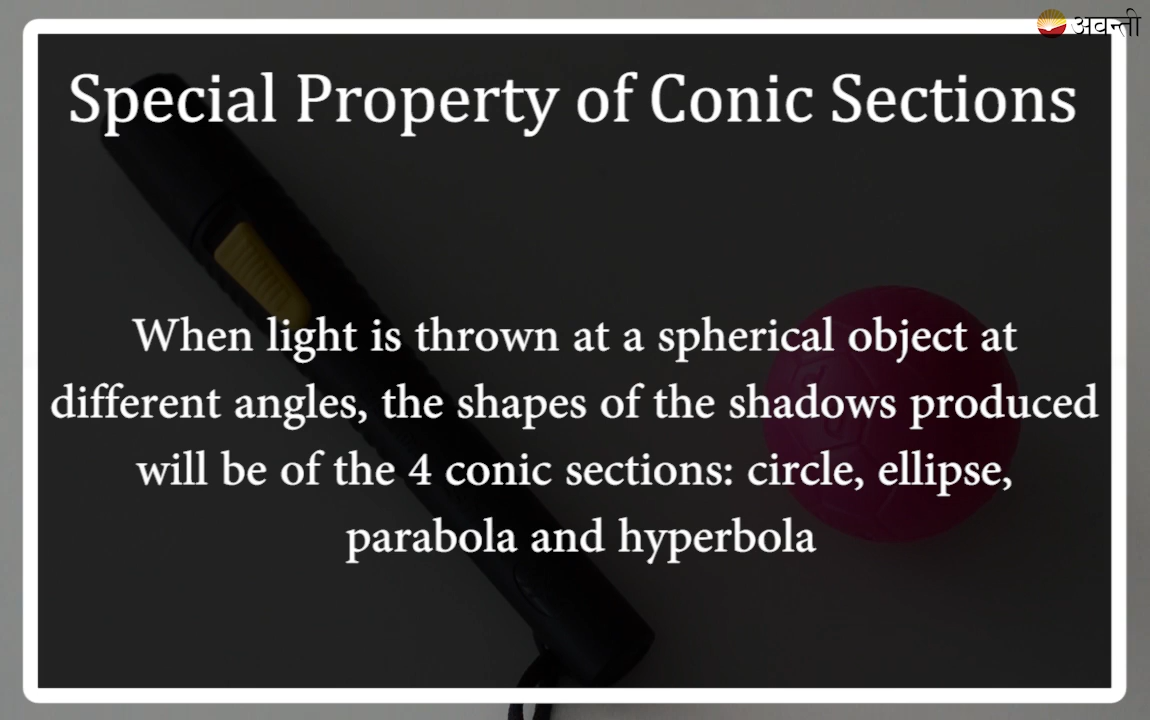 अवन्ती
Special Property of Conic Sections
When light is thrown at a spherical object at
different angles, the shapes of the shadows produced
will be of the 4 conic sections: circle, ellipse,
parabola and hyperbola